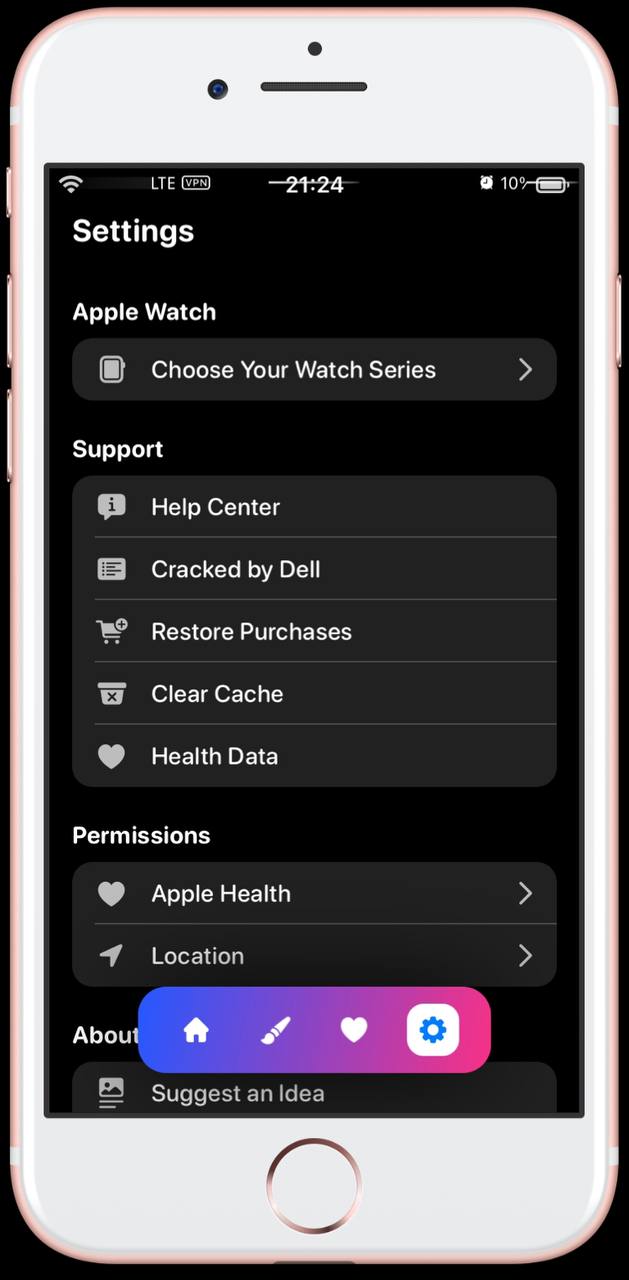 LTE VPN 21:24 10%
Settings
Apple Watch
Choose Your Watch Series
Support
Help Center
Cracked by Dell
Restore Purchases
Clear Cache
Health Data
Permissions
Apple Health
Location
About
Suggest an Idea